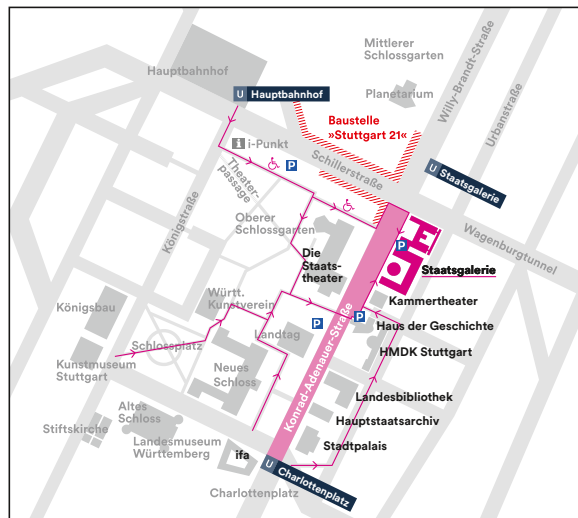 Mittlerer
Schlossgarten
Willy-Brandt-Straße
Hauptbahnhof
U Hauptbahnhof
Planetarium
Urbanstraße
Baustelle
»Stuttgart 21«
i i-Punkt
P
Schillerstraße
U Staatsgalerie
Theater-
passage
Königstraße
Oberer
Schlossgarten
Wagenburgtunnel
P
Die
Staats-
theater
Staatsgalerie
Württ.
Kunstverein
Kammertheater
Königsbau
P
P
Haus der Geschichte
Schlossplatz
Landtag
Konrad-Adenauer-Straße
HMDK Stuttgart
Kunstmuseum
Stuttgart
Neues
Schloss
Landesbibliothek
Altes
Schloss
Hauptstaatsarchiv
Stiftskirche
Landesmuseum
Württemberg
ifa
Stadtpalais
U Charlottenplatz
Charlottenplatz